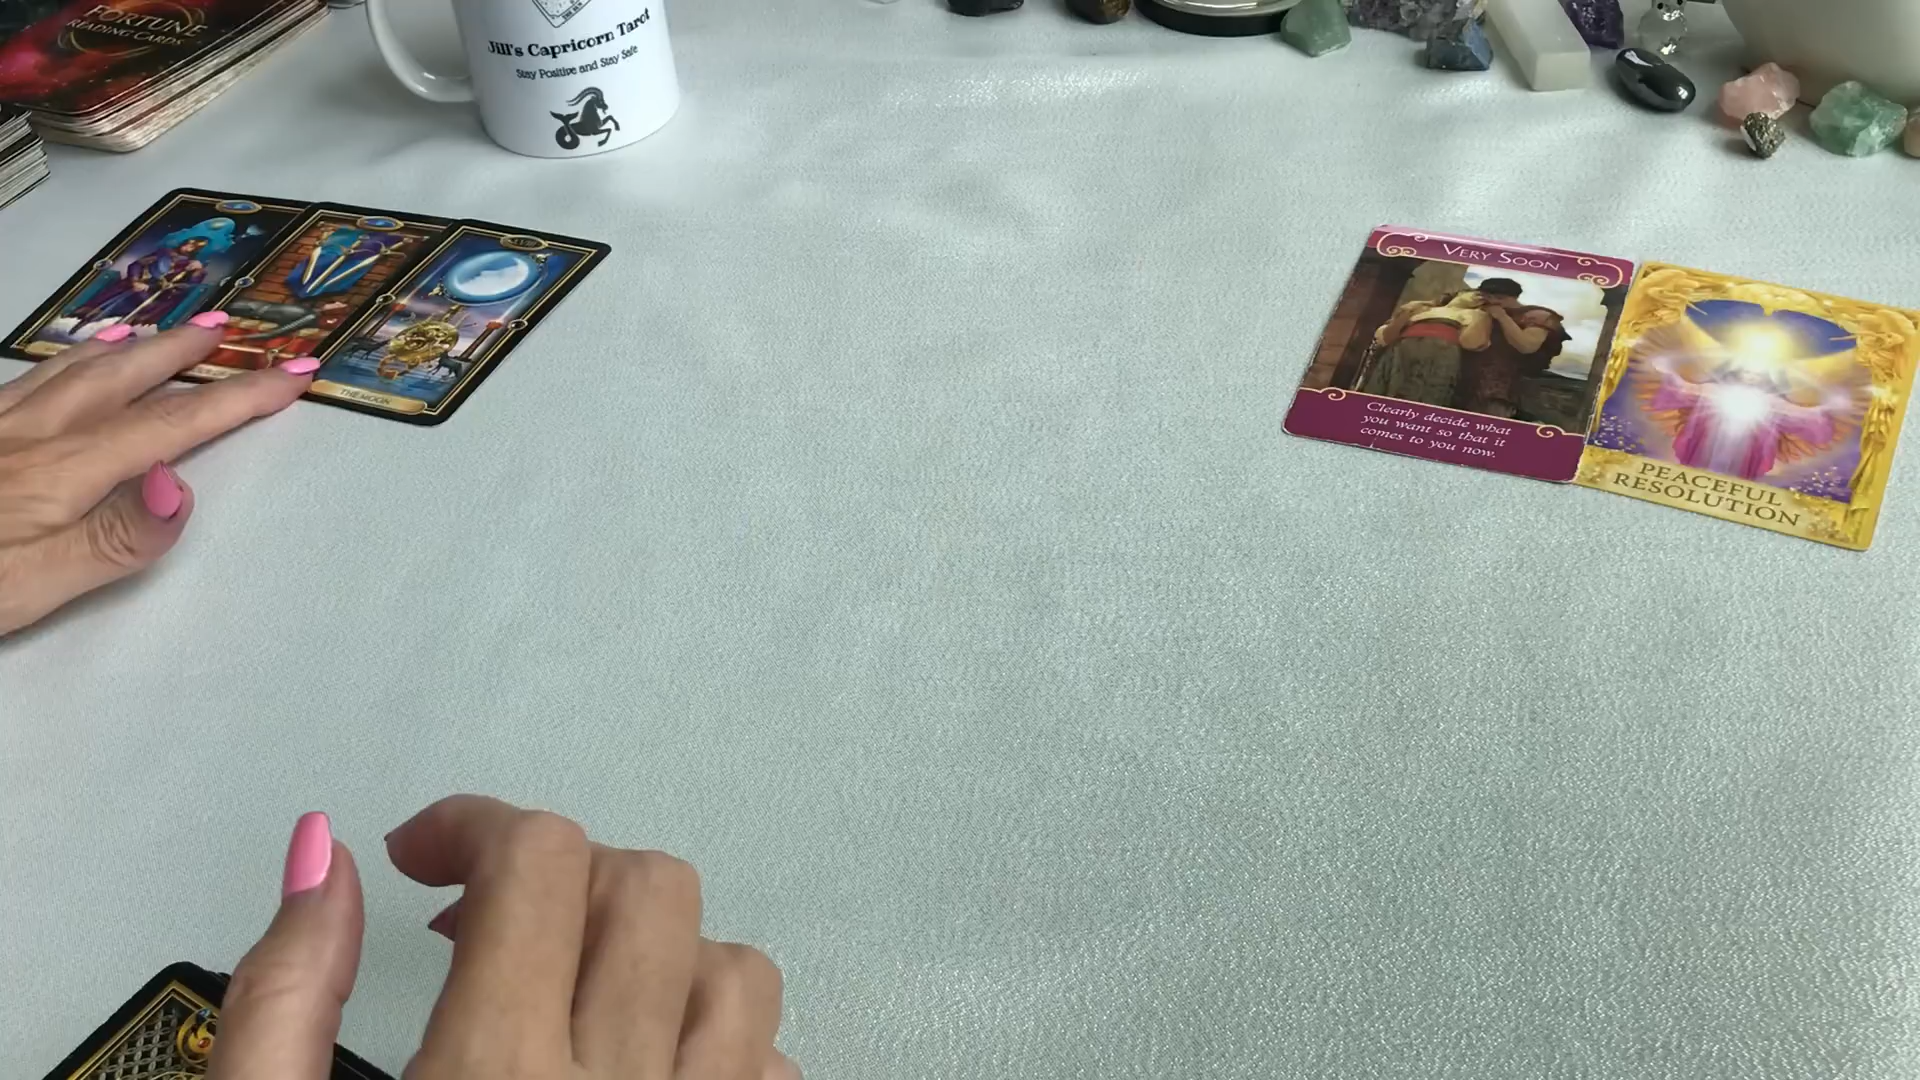 FORTUNE
READING CARDS
Jill's Capricorn Tarot
Stay Positive and Stay Safe
XVIII
THE MOON
VERY SOON
Clearly decide what
you want so that it
comes to you now.
PEACEFUL
RESOLUTION